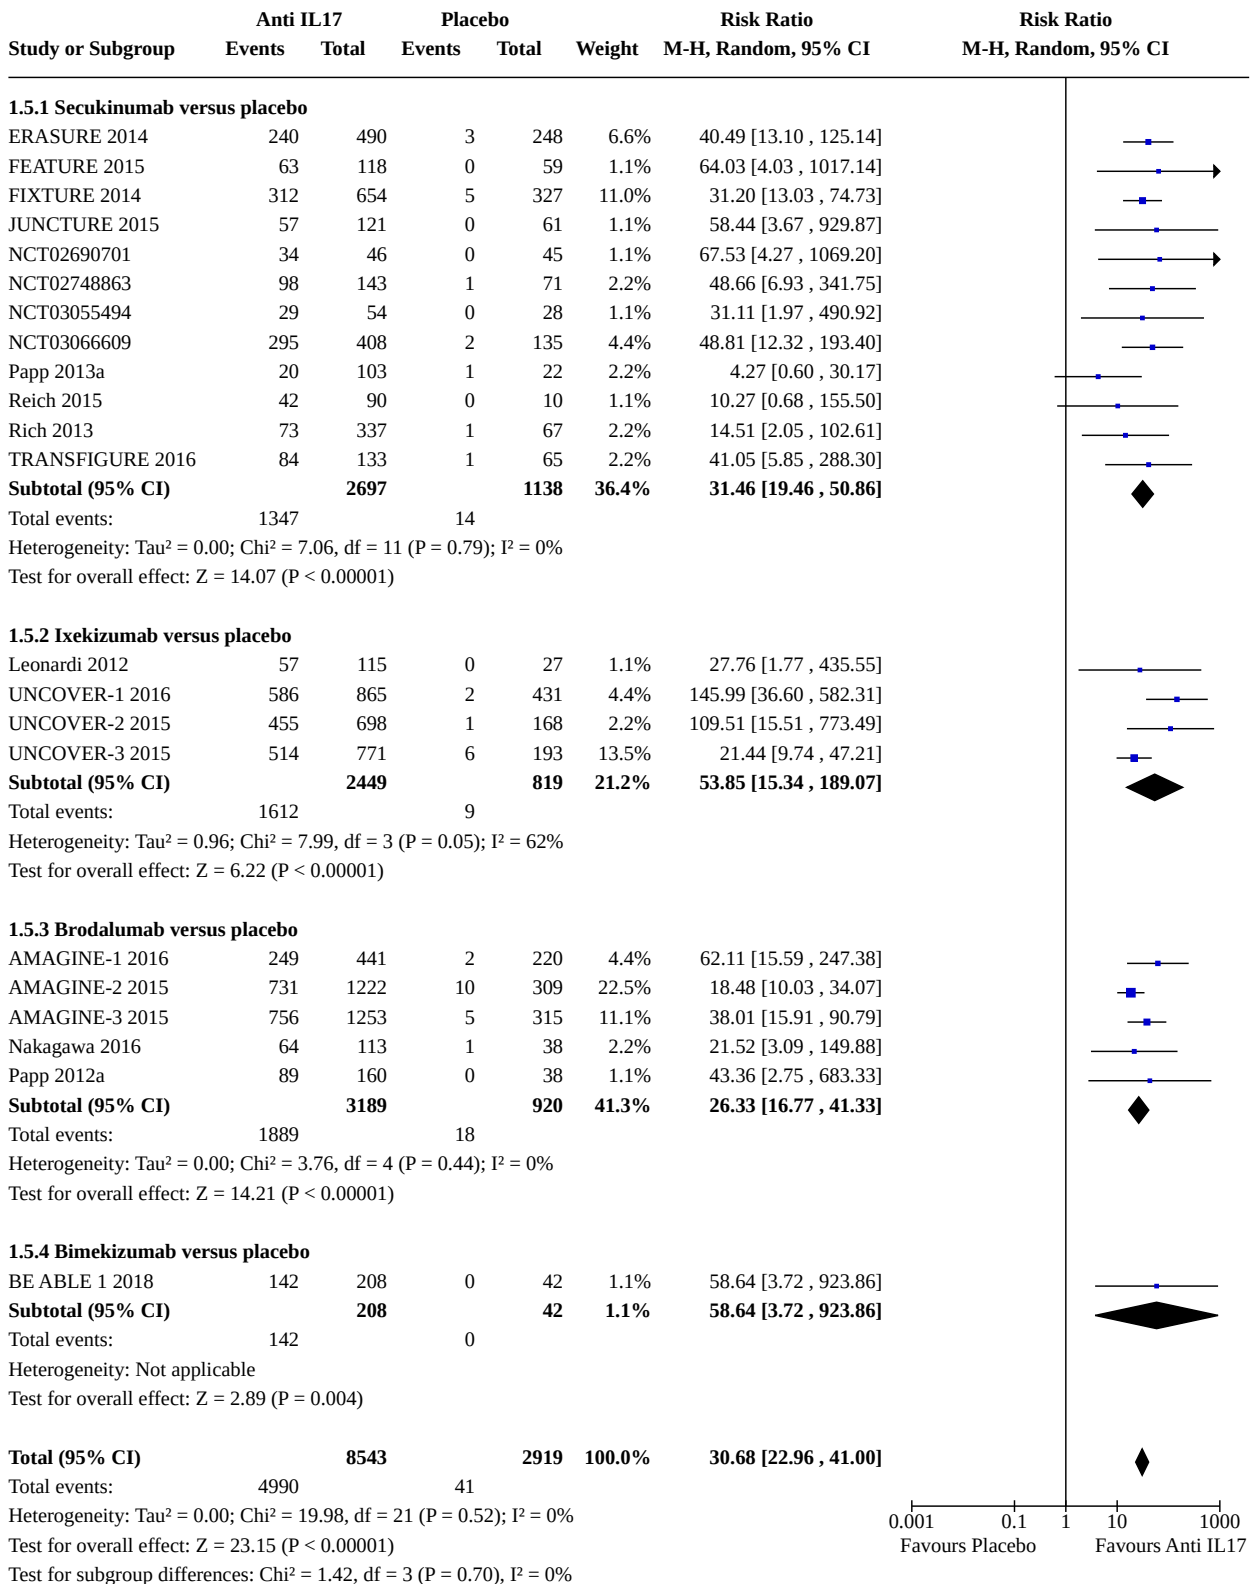 Anti IL17 Placebo Risk Ratio Risk Ratio
Study or Subgroup Events Total Events Total Weight M-H, Random, 95% CI M-H, Random, 95% CI
1.5.1 Secukinumab versus placebo
ERASURE 2014 240 490 3 248 6.6% 40.49 [13.10 , 125.14]
FEATURE 2015 63 118 0 59 1.1% 64.03 [4.03 , 1017.14]
FIXTURE 2014 312 654 5 327 11.0% 31.20 [13.03 , 74.73]
JUNCTURE 2015 57 121 0 61 1.1% 58.44 [3.67 , 929.87]
NCT02690701 34 46 0 45 1.1% 67.53 [4.27 , 1069.20]
NCT02748863 98 143 1 71 2.2% 48.66 [6.93 , 341.75]
NCT03055494 29 54 0 28 1.1% 31.11 [1.97 , 490.92]
NCT03066609 295 408 2 135 4.4% 48.81 [12.32 , 193.40]
Papp 2013a 20 103 1 22 2.2% 4.27 [0.60 , 30.17]
Reich 2015 42 90 0 10 1.1% 10.27 [0.68 , 155.50]
Rich 2013 73 337 1 67 2.2% 14.51 [2.05 , 102.61]
TRANSFIGURE 2016 84 133 1 65 2.2% 41.05 [5.85 , 288.30]
Subtotal (95% CI) 2697 1138 36.4% 31.46 [19.46 , 50.86]
Total events: 1347 14
Heterogeneity: Tau² = 0.00; Chi² = 7.06, df = 11 (P = 0.79); I² = 0%
Test for overall effect: Z = 14.07 (P < 0.00001)
1.5.2 Ixekizumab versus placebo
Leonardi 2012 57 115 0 27 1.1% 27.76 [1.77 , 435.55]
UNCOVER-1 2016 586 865 2 431 4.4% 145.99 [36.60 , 582.31]
UNCOVER-2 2015 455 698 1 168 2.2% 109.51 [15.51 , 773.49]
UNCOVER-3 2015 514 771 6 193 13.5% 21.44 [9.74 , 47.21]
Subtotal (95% CI) 2449 819 21.2% 53.85 [15.34 , 189.07]
Total events: 1612 9
Heterogeneity: Tau² = 0.96; Chi² = 7.99, df = 3 (P = 0.05); I² = 62%
Test for overall effect: Z = 6.22 (P < 0.00001)
1.5.3 Brodalumab versus placebo
AMAGINE-1 2016 249 441 2 220 4.4% 62.11 [15.59 , 247.38]
AMAGINE-2 2015 731 1222 10 309 22.5% 18.48 [10.03 , 34.07]
AMAGINE-3 2015 756 1253 5 315 11.1% 38.01 [15.91 , 90.79]
Nakagawa 2016 64 113 1 38 2.2% 21.52 [3.09 , 149.88]
Papp 2012a 89 160 0 38 1.1% 43.36 [2.75 , 683.33]
Subtotal (95% CI) 3189 920 41.3% 26.33 [16.77 , 41.33]
Total events: 1889 18
Heterogeneity: Tau² = 0.00; Chi² = 3.76, df = 4 (P = 0.44); I² = 0%
Test for overall effect: Z = 14.21 (P < 0.00001)
1.5.4 Bimekizumab versus placebo
BE ABLE 1 2018 142 208 0 42 1.1% 58.64 [3.72 , 923.86]
Subtotal (95% CI) 208 42 1.1% 58.64 [3.72 , 923.86]
Total events: 142 0
Heterogeneity: Not applicable
Test for overall effect: Z = 2.89 (P = 0.004)
Total (95% CI) 8543 2919 100.0% 30.68 [22.96 , 41.00]
Total events: 4990 41
Heterogeneity: Tau² = 0.00; Chi² = 19.98, df = 21 (P = 0.52); I² = 0%
0.001 0.1 1 10 1000
Test for overall effect: Z = 23.15 (P < 0.00001) Favours Placebo Favours Anti IL17
Test for subgroup differences: Chi² = 1.42, df = 3 (P = 0.70), I² = 0%